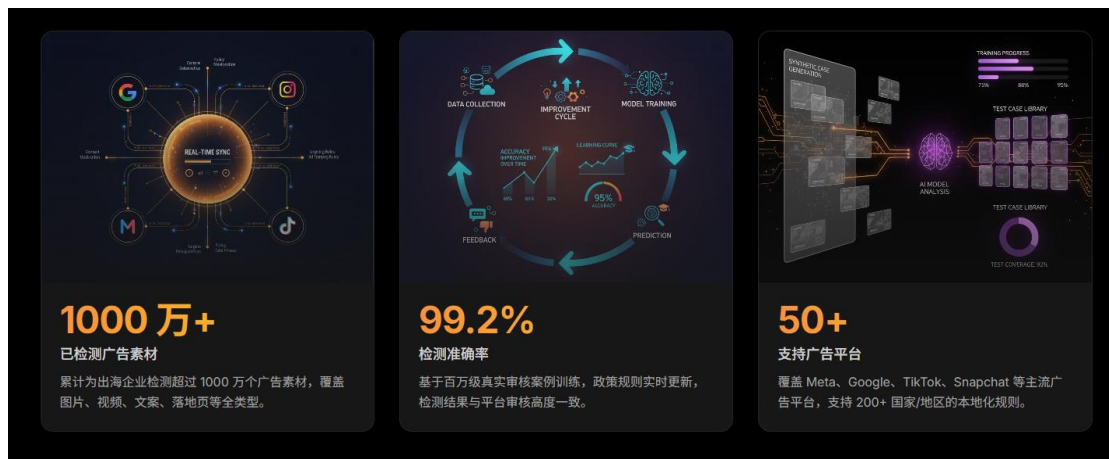 REAL-TIME SYNC
DATA COLLECTION
IMPROVEMENT
CYCLE
MODEL TRAINING
ACCURACY
IMPROVEMENT
OVER TIME
LEARNING CURVE
95%
ACCURACY
FEEDBACK
PREDICTION
SYNTHETIC CASE
GENERATION
TRAINING PROGRESS
75%
88%
95%
TEST CASE LIBRARY
AI MODEL
ANALYSIS
TEST CASE LIBRARY
TEST COVERAGE: 92%
1000 万+
已检测广告素材
累计为出海企业检测超过 1000 万个广告素材，覆盖
图片、视频、文案、落地页等全类型。
99.2%
检测准确率
基于百万级真实审核案例训练，政策规则实时更新，
检测结果与平台审核高度一致。
50+
支持广告平台
覆盖 Meta、Google、TikTok、Snapchat 等主流广
告平台，支持 200+ 国家/地区的本地化规则。